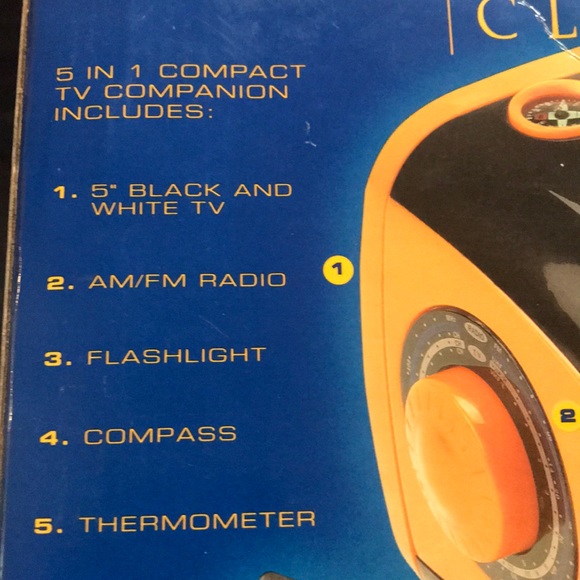 CL
5 IN 1 COMPACT
TV COMPANION
INCLUDES:
1. 5" BLACK AND
WHITE TV
1
2. AM/FM RADIO
3. FLASHLIGHT
2
4. COMPASS
5. THERMOMETER